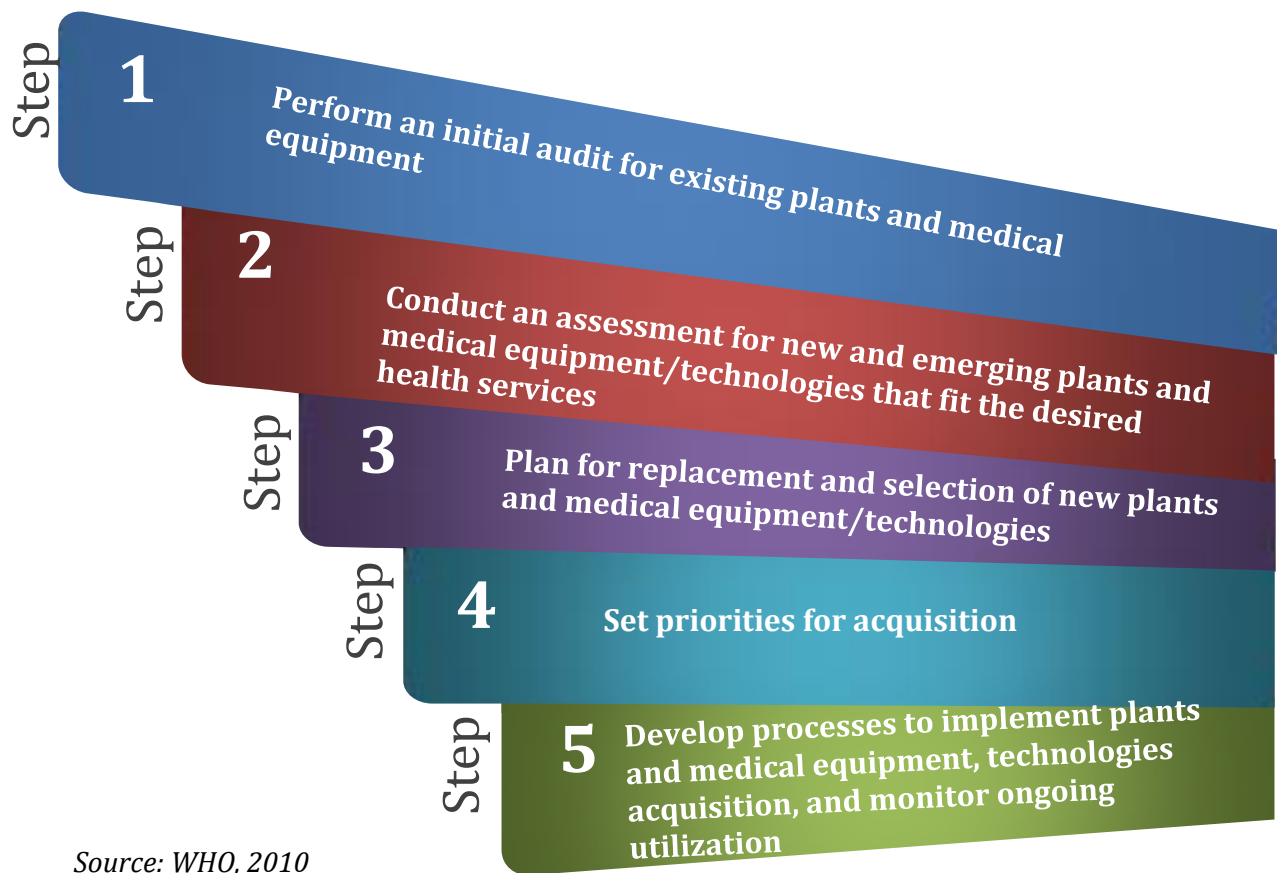 Step
1
Perform an initial audit for existing plants and medical
equipment
Step
2
Conduct an assessment for new and emerging plants and
medical equipment/technologies that fit the desired
health services
Step
3
Plan for replacement and selection of new plants
and medical equipment/technologies
Step
4
Set priorities for acquisition
Step
5
Develop processes to implement plants
and medical equipment, technologies
acquisition, and monitor ongoing
utilization
Source: WHO, 2010